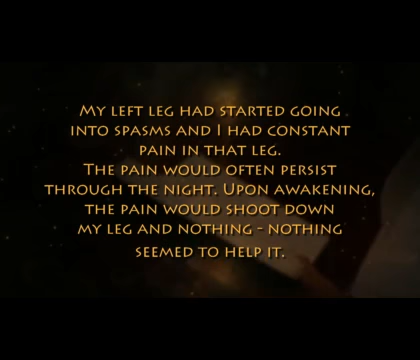 My left leg had started going
into spasms and I had constant
pain in that leg.
The pain would often persist
through the night. Upon awakening,
the pain would shoot down
my leg and nothing - nothing
seemed to help it.